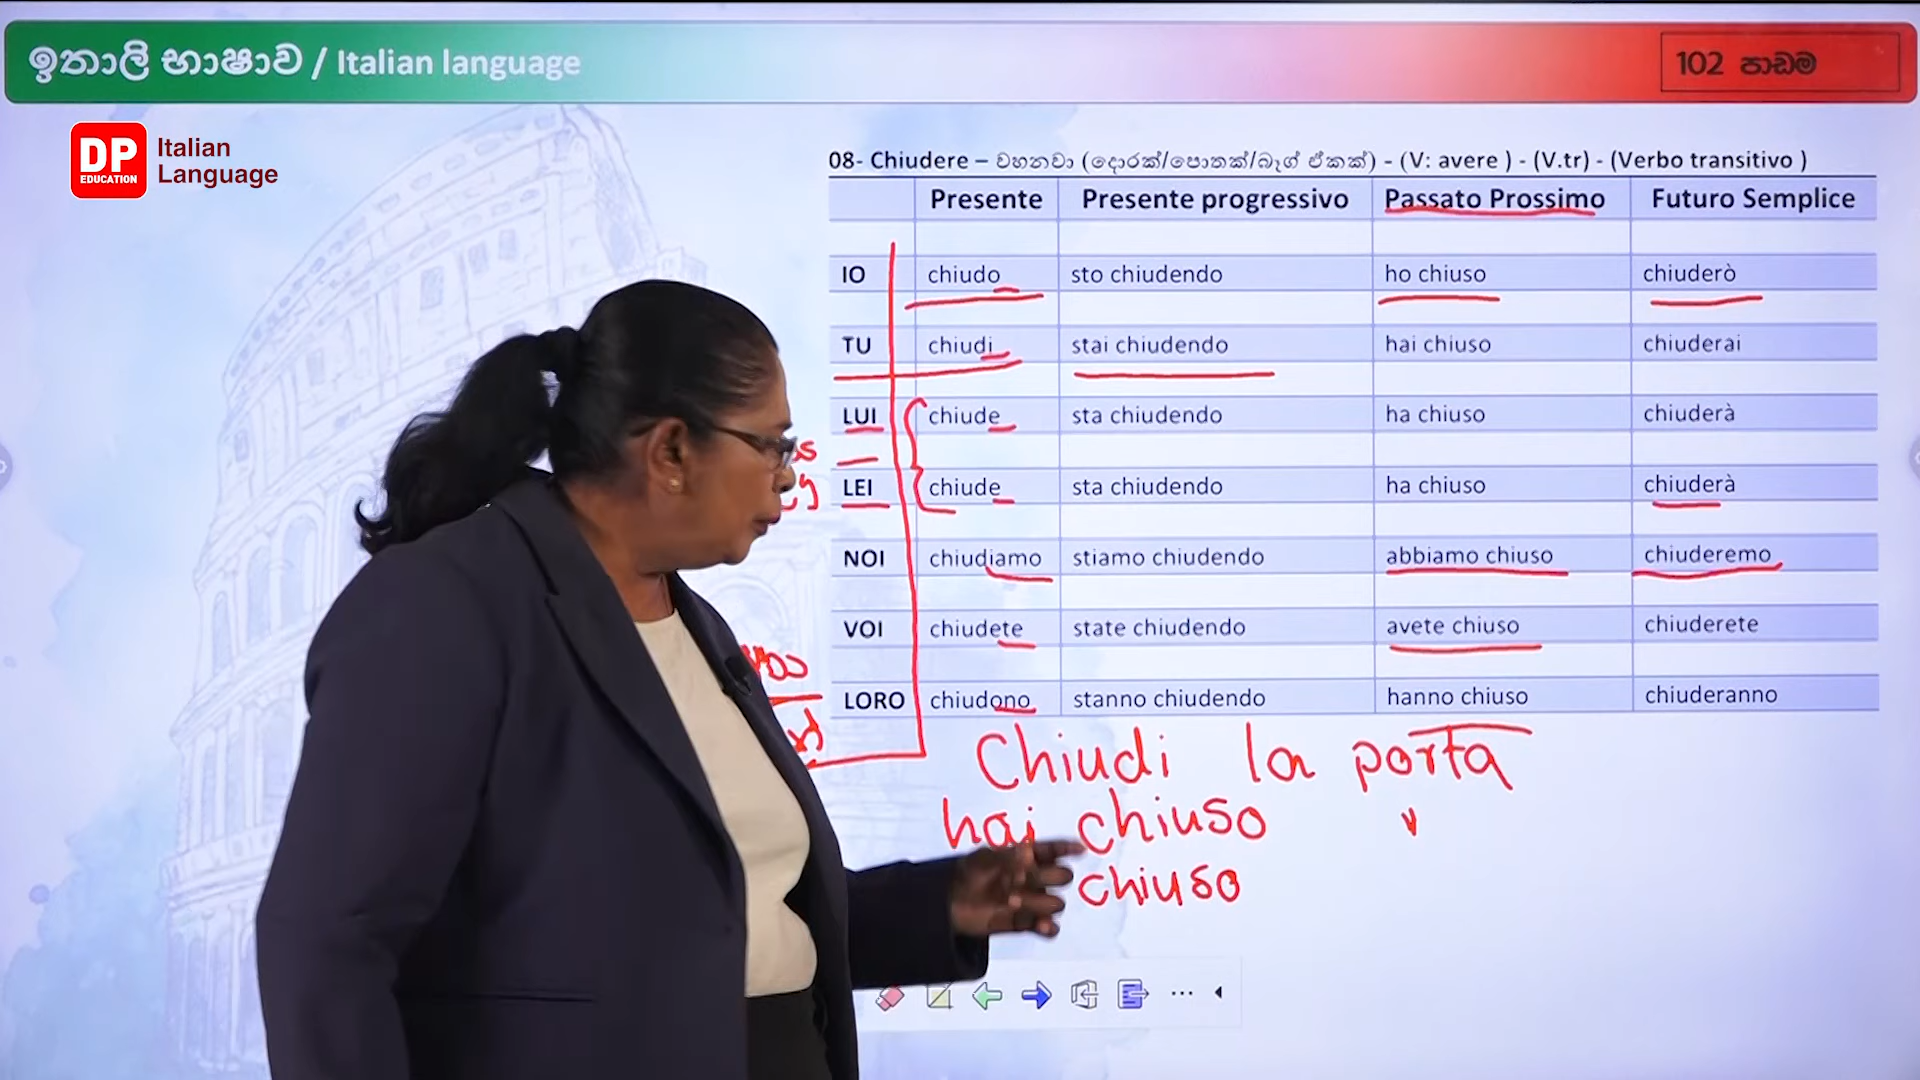 ඉතාලි භාෂාව / Italian language
102 පාඩම
DP
EDUCATION
Italian
Language
08- Chiudere – වහනවා (දොරක්/පොතක්/බෑග් ඒකක්) - (V: avere ) - (V.tr) - (Verbo transitivo )
Presente Presente progressivo Passato Prossimo Futuro Semplice
IO chiudo sto chiudendo ho chiuso chiuderò
TU chiudi stai chiudendo hai chiuso chiuderai
LUI chiude sta chiudendo ha chiuso chiuderà
LEI chiude sta chiudendo ha chiuso chiuderà
NOI chiudiamo stiamo chiudendo abbiamo chiuso chiuderemo
VOI chiudete state chiudendo avete chiuso chiuderete
LORO chiudono stanno chiudendo hanno chiuso chiuderanno
Chiudi la porta
hai chiuso
chiuso